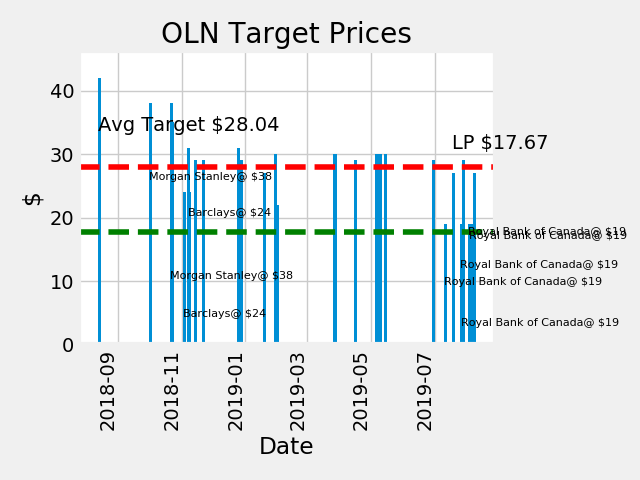 OLN Target Prices
40
Avg Target $28.04
LP $17.67
30
Morgan Stanley@ $38
$
20
Barclays@ $24
Royal Bank of Canada@ $19
Royal Bank of Canada@ $19
Royal Bank of Canada@ $19
10
Morgan Stanley@ $38
Royal Bank of Canada@ $19
Barclays@ $24
Royal Bank of Canada@ $19
0
2018-09
2018-11
2019-01
2019-03
2019-05
2019-07
Date